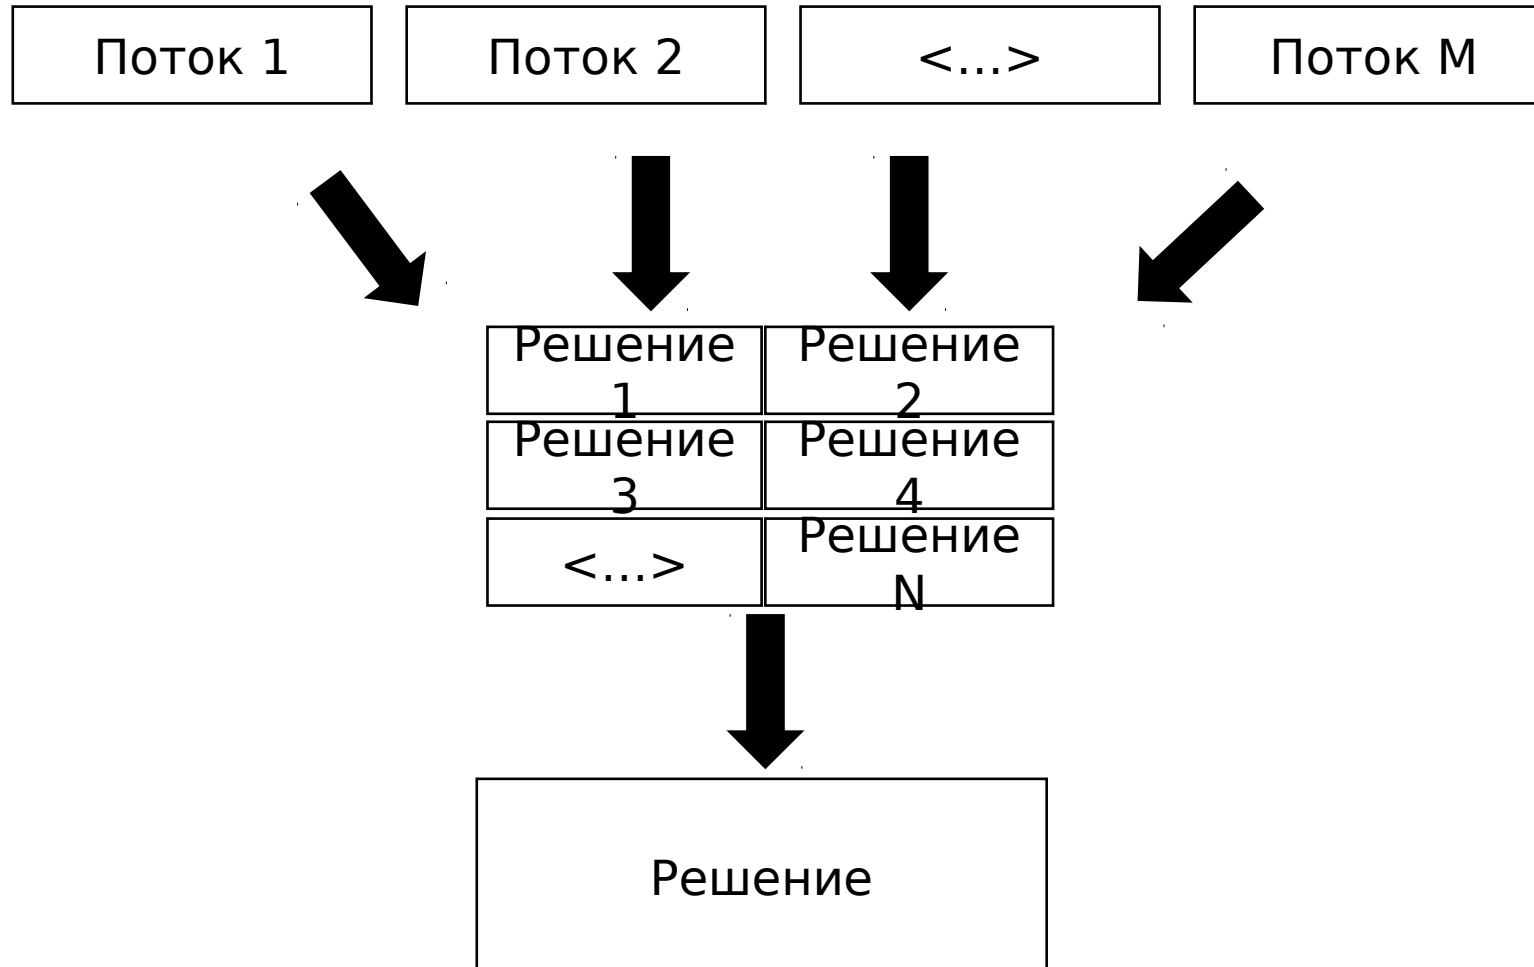 Поток 1
Поток 2
<...>
Поток M
Решение
1
Решение
2
Решение
3
Решение
4
<...>
Решение
N
Решение